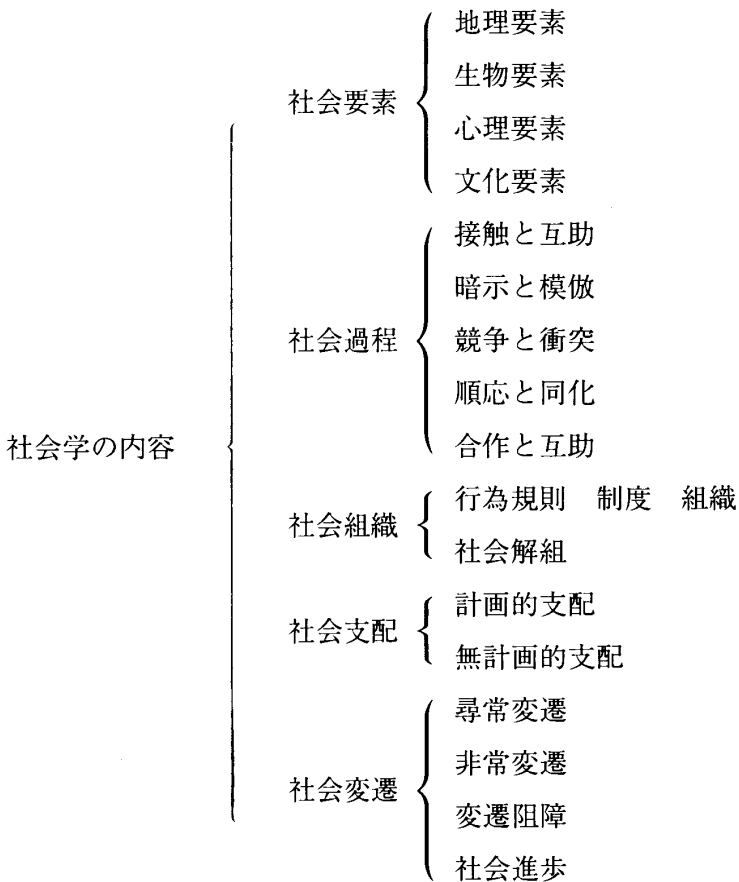 社会学の内容
社会要素
地理要素
生物要素
心理要素
文化要素
社会過程
接触と互助
暗示と模倣
競争と衝突
順応と同化
合作と互助
社会組織
行為規則　制度　組織
社会解組
社会支配
計画的支配
無計画的支配
社会変遷
尋常変遷
非常変遷
変遷阻障
社会進歩